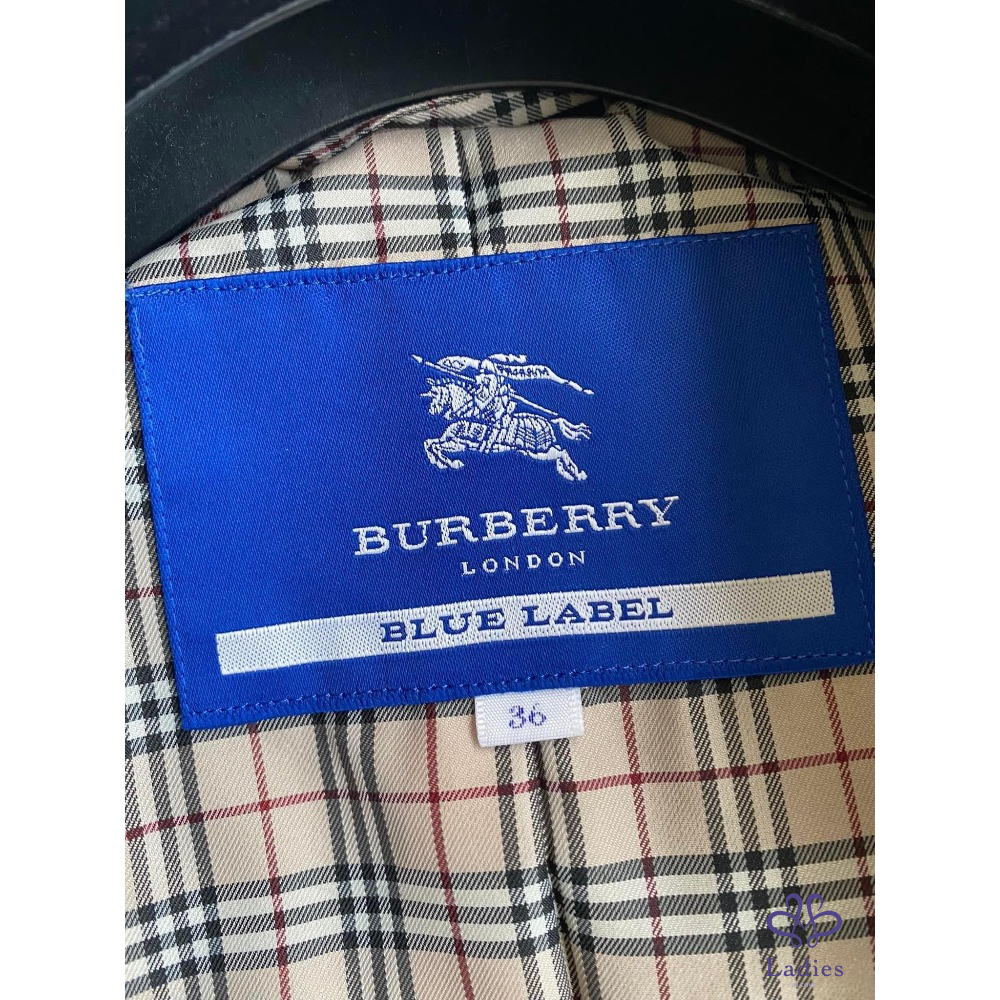 BURBERRY
LONDON
BLUE LABEL
36
Ladies